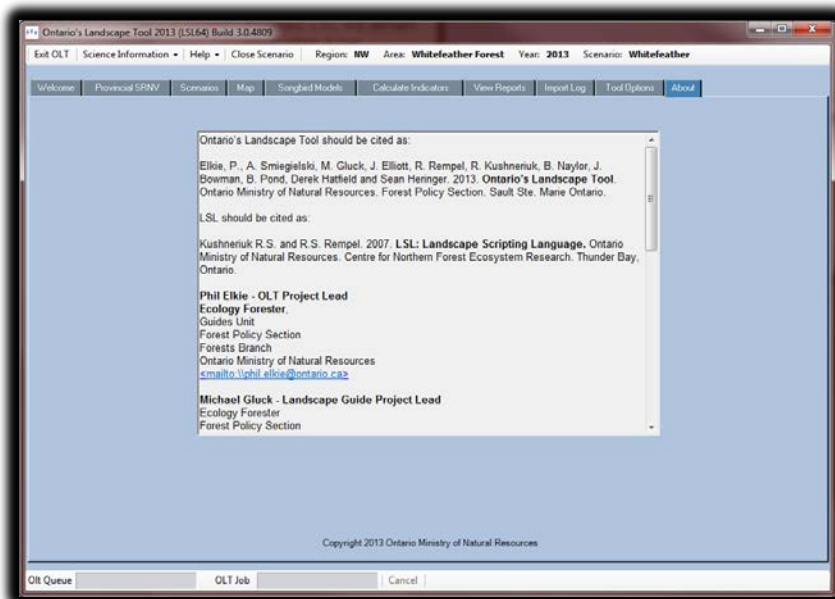 Ontario's Landscape Tool 2013 (LSL64) Build 3.0.4809
Exit OLT Science Information Help Close Scenario Region: NW Area: Whitefeather Forest Year: 2013 Scenario: Whitefeather
Welcome Provincial SRNV Scenarios Map Songbird Models Calculate Indicators View Reports Import Log Tool Options About
Ontario's Landscape Tool should be cited as:
Elkie, P., A. Smiegielski, M. Gluck, J. Elliott, R. Rempel, R. Kushneriuk, B. Naylor, J.
Bowman, B. Pond, Derek Hatfield and Sean Heringer. 2013. Ontario's Landscape Tool.
Ontario Ministry of Natural Resources. Forest Policy Section. Sault Ste. Marie Ontario.
LSL should be cited as:
Kushneriuk R.S. and R.S. Rempel. 2007. LSL: Landscape Scripting Language. Ontario
Ministry of Natural Resources. Centre for Northern Forest Ecosystem Research. Thunder Bay,
Ontario.
Phil Elkie - OLT Project Lead
Ecology Forester,
Guides Unit
Forest Policy Section
Forests Branch
Ontario Ministry of Natural Resources
<mailto:\\phil.elkie@ontario.ca>
Michael Gluck - Landscape Guide Project Lead
Ecology Forester
Forest Policy Section
Copyright 2013 Ontario Ministry of Natural Resources
Olt Queue OLT Job Cancel